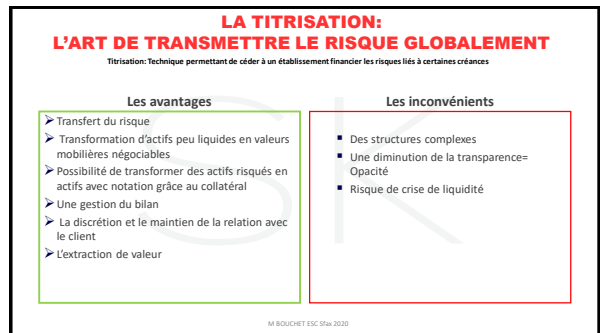 LA TITRISATION:
L'ART DE TRANSMETTRE LE RISQUE GLOBALEMENT
Titrisation: Technique permettant de céder à un établissement financier les risques liés à certaines créances
Les avantages
➢ Transfert du risque
➢ Transformation d'actifs peu liquides en valeurs
mobilières négociables
➢ Possibilité de transformer des actifs risqués en
actifs avec notation grâce au collatéral
➢ Une gestion du bilan
➢ La discrétion et le maintien de la relation avec
le client
➢ L'extraction de valeur
Les inconvénients
▪ Des structures complexes
▪ Une diminution de la transparence=
Opacité
▪ Risque de crise de liquidité
SK
M BOUCHET ESC Sfax 2020